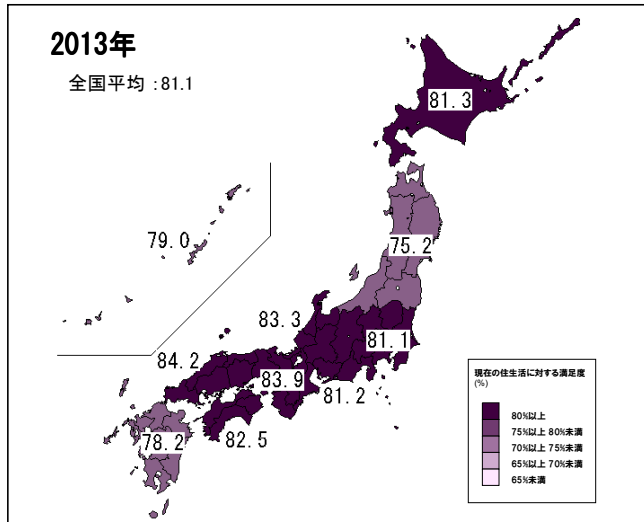 2013年
全国平均 :81.1
81.3
79.0
75.2
83.3
81.1
84.2
83.9
81.2
78.2
82.5
現在の住生活に対する満足度
(%)
80%以上
75%以上 80%未満
70%以上 75%未満
65%以上 70%未満
65%未満